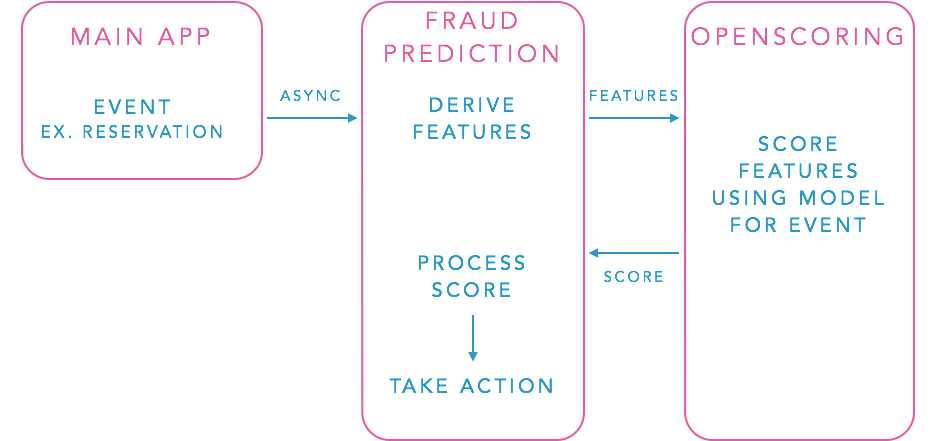 MAIN APP
EVENT
EX. RESERVATION
ASYNC
FRAUD
PREDICTION
DERIVE
FEATURES
FEATURES
OPENSCORING
SCORE
FEATURES
USING MODEL
FOR EVENT
SCORE
PROCESS
SCORE
TAKE ACTION